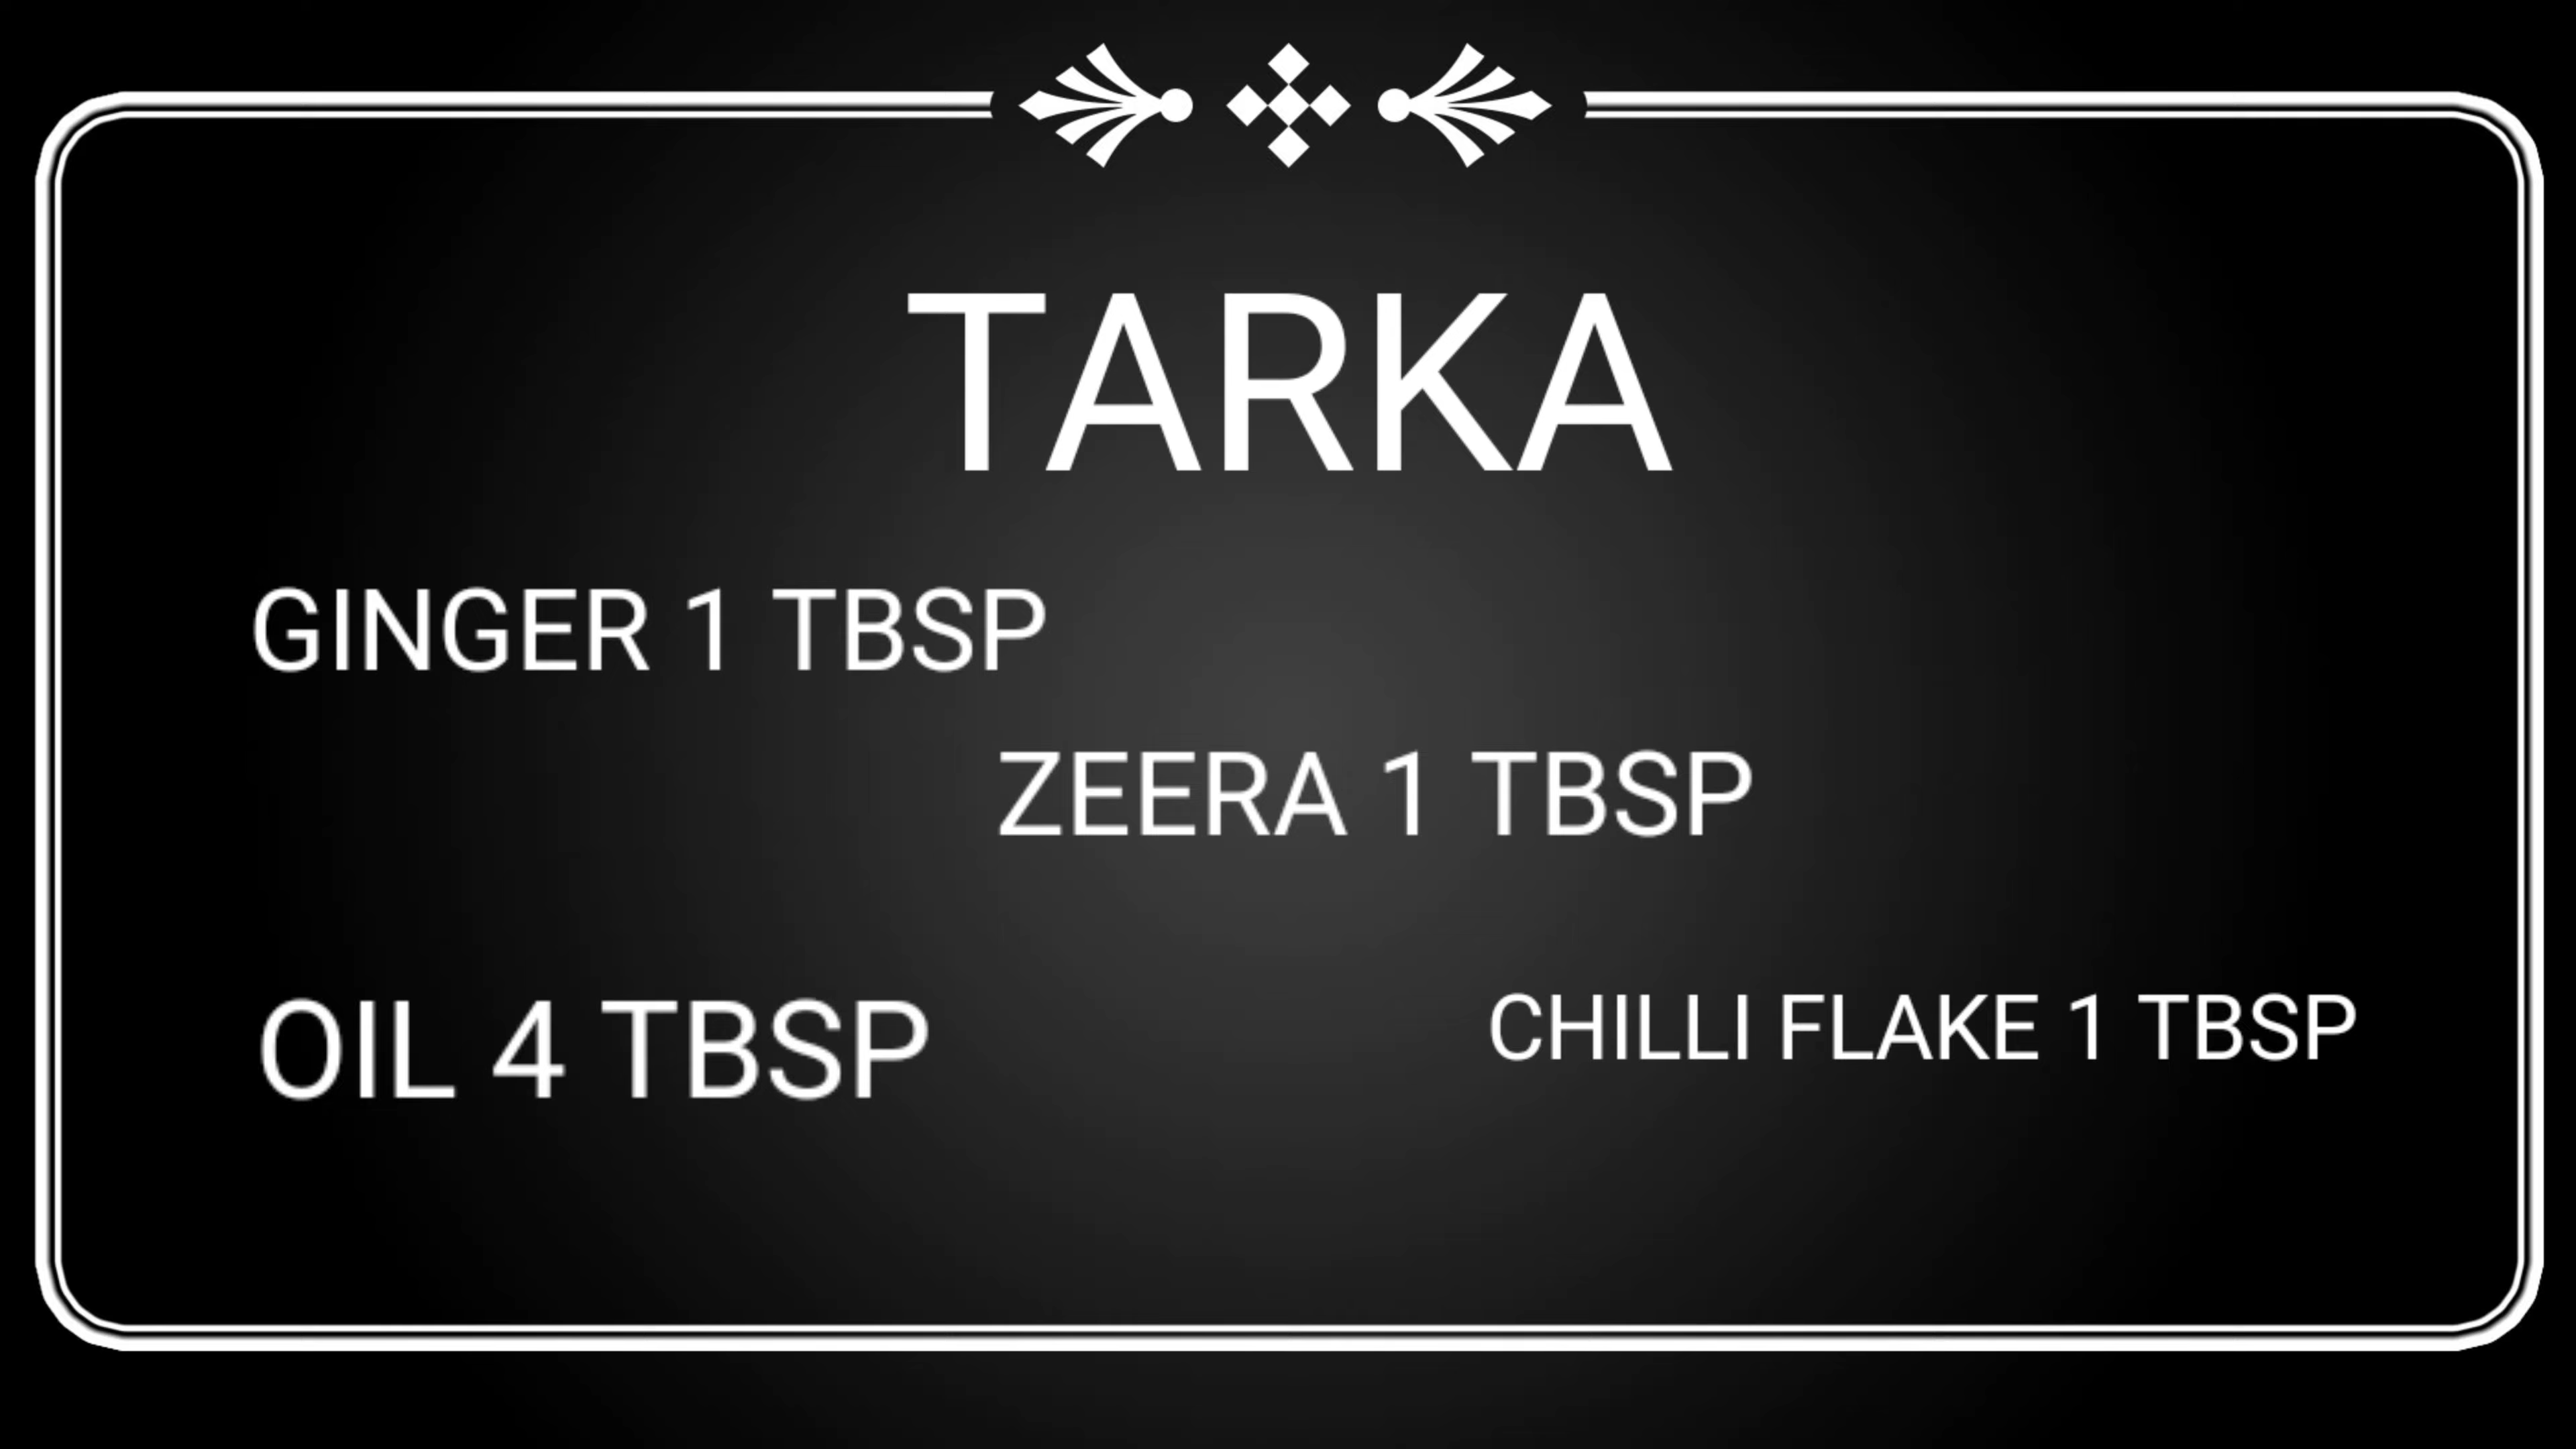 TARKA
GINGER 1 TBSP
ZEERA 1 TBSP
OIL 4 TBSP
CHILLI FLAKE 1 TBSP